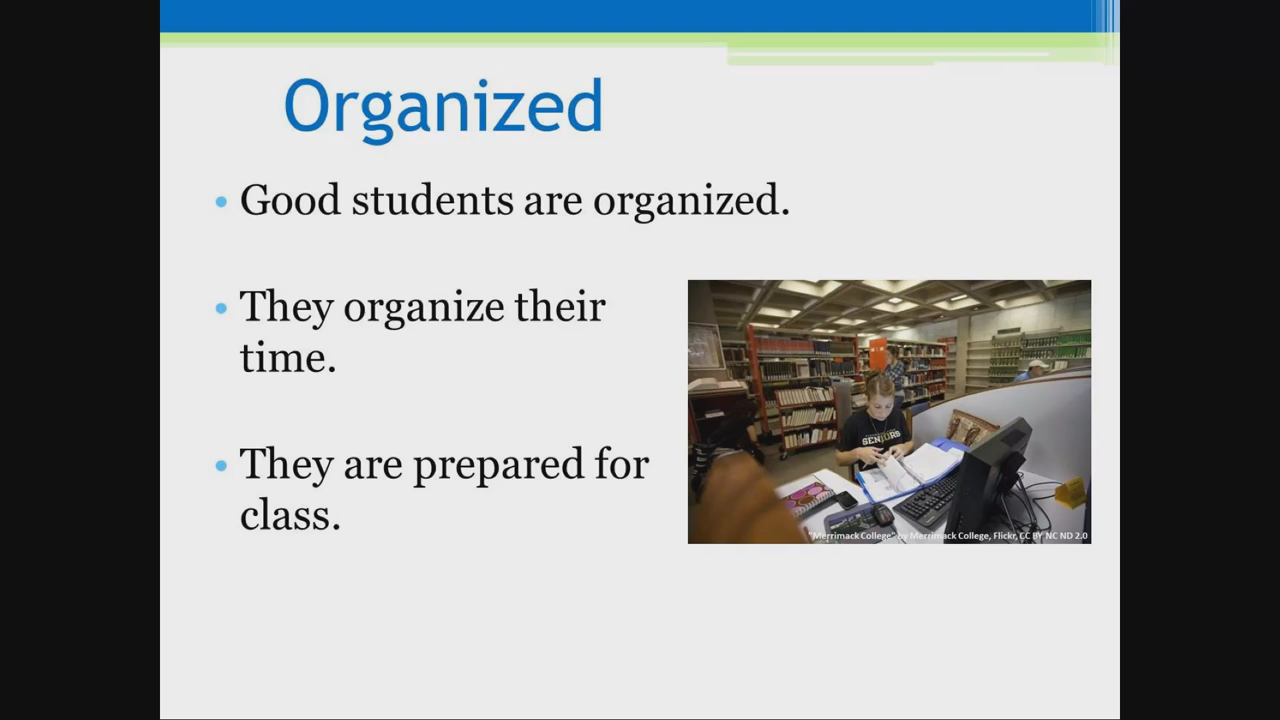 Organized
• Good students are organized.
• They organize their
time.
• They are prepared for
class.
SENIORS
"Merrimack College" by Merrimack College, Flickr, CC BY NC ND 2.0